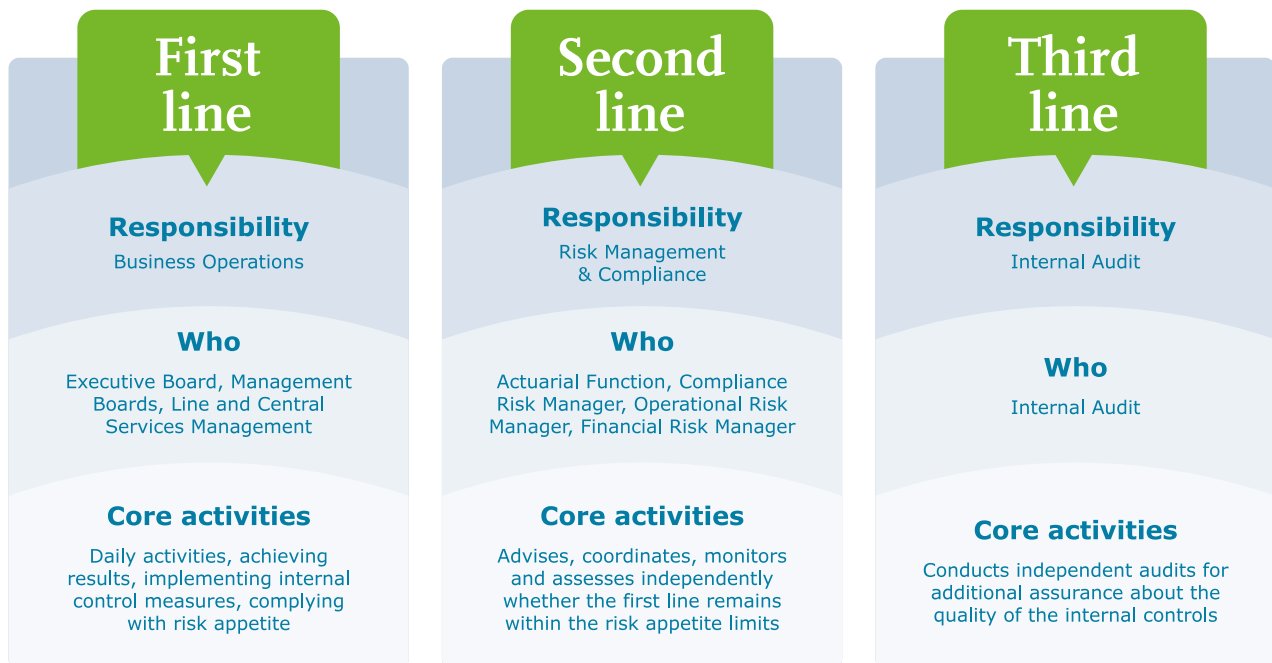 First
line
Responsibility
Business Operations
Who
Executive Board, Management
Boards, Line and Central
Services Management
Core activities
Daily activities, achieving
results, implementing internal
control measures, complying
with risk appetite
Second
line
Responsibility
Risk Management
& Compliance
Who
Actuarial Function, Compliance
Risk Manager, Operational Risk
Manager, Financial Risk Manager
Core activities
Advises, coordinates, monitors
and assesses independently
whether the first line remains
within the risk appetite limits
Third
line
Responsibility
Internal Audit
Who
Internal Audit
Core activities
Conducts independent audits for
additional assurance about the
quality of the internal controls